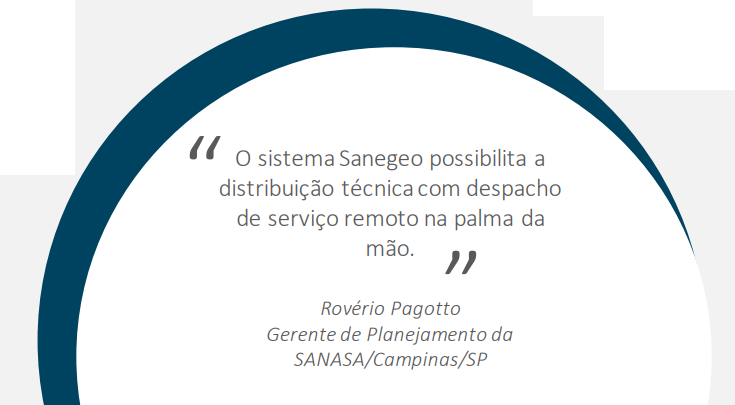 “ O sistema Sanegeo possibilita a
distribuição técnica com despacho
de serviço remoto na palma da
mão. ”
Rovério Pagotto
Gerente de Planejamento da
SANASA/Campinas/SP